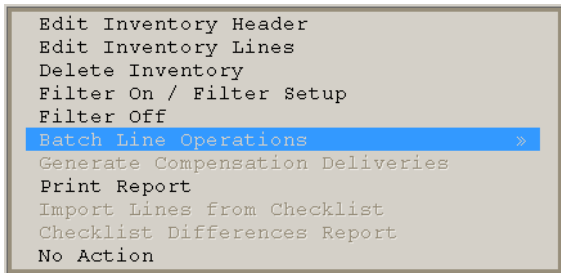 Edit Inventory Header
Edit Inventory Lines
Delete Inventory
Filter On / Filter Setup
Filter Off
Batch Line Operations »
Generate Compensation Deliveries
Print Report
Import Lines from Checklist
Checklist Differences Report
No Action